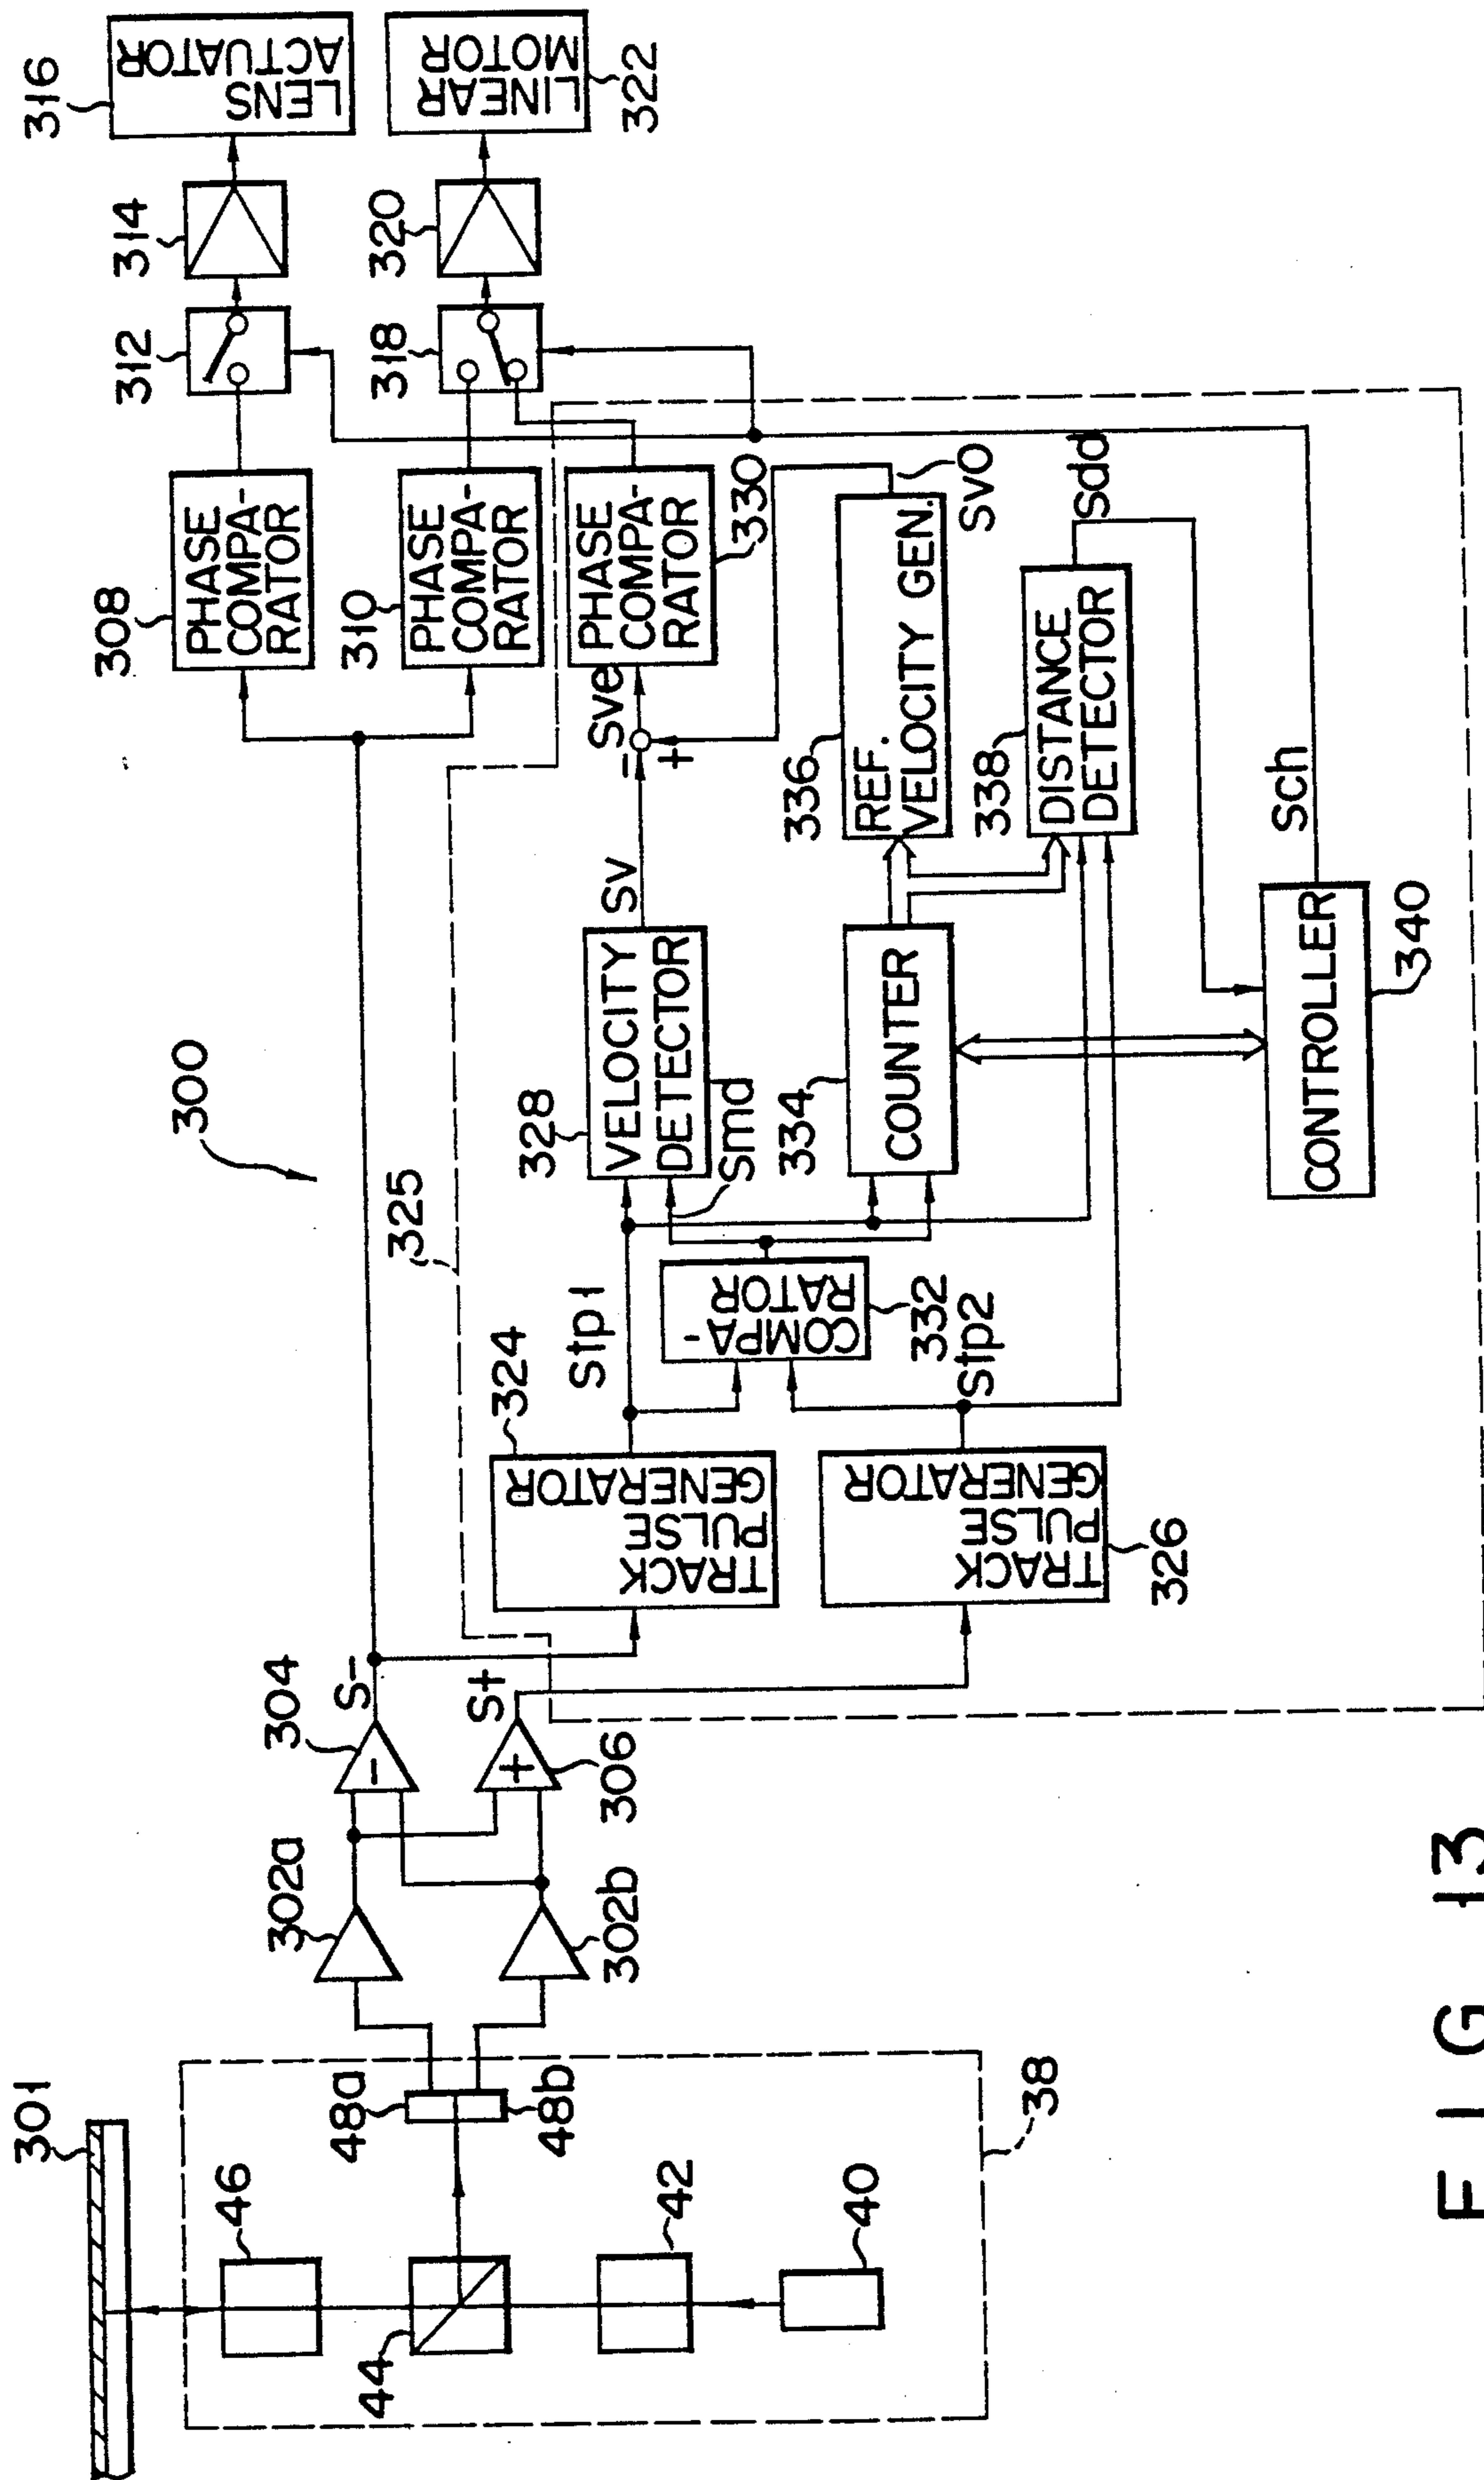 301
46
44
42
40
38
48a
48b
302a
302b
304
306
S-
S+
-
+
300
325
324
TRACK
PULSE
GENERATOR
326
TRACK
PULSE
GENERATOR
Stp1
Stp2
332
COMPA-
RATOR
Smd
328
VELOCITY
DETECTOR
Sv
334
COUNTER
340
CONTROLLER
336
REF.
VELOCITY GEN.
Sv0
338
DISTANCE
DETECTOR
Sdd
Sch
-
+
Sve
308
PHASE
COMPA-
RATOR
310
PHASE
COMPA-
RATOR
330
PHASE
COMPA-
RATOR
312
314
316
LENS
ACTUATOR
318
320
322
LINEAR
MOTOR
FIG 13